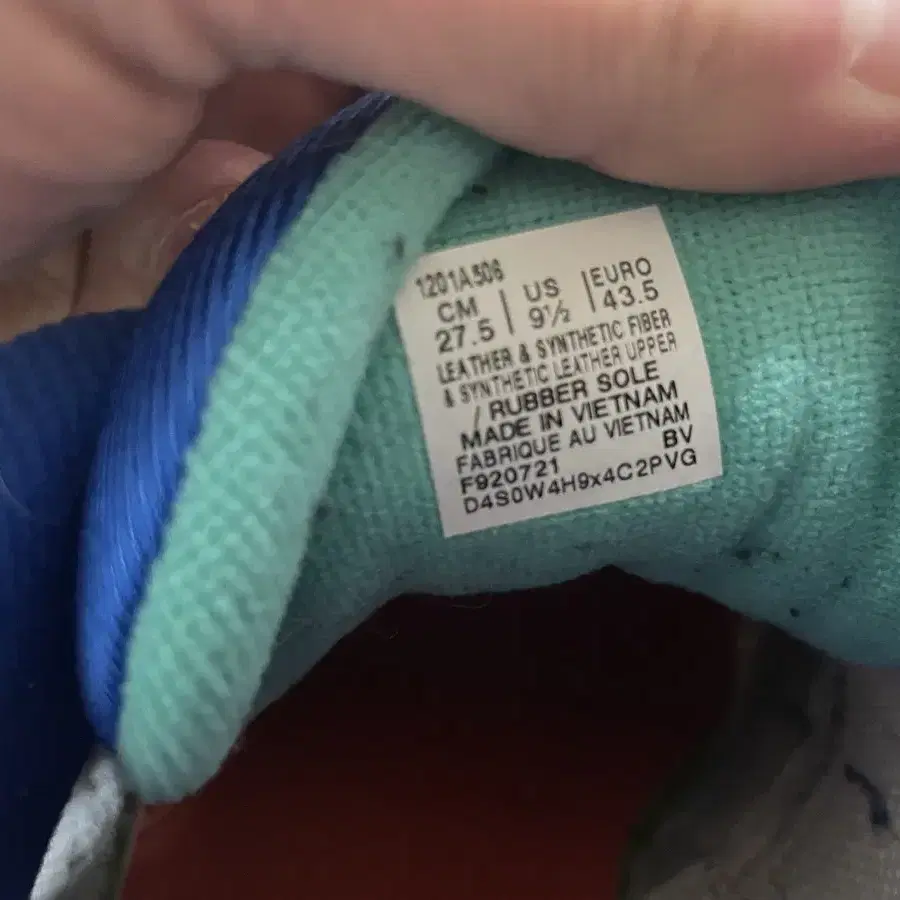 1201A506
CM | US | EURO
27.5 | 9½ | 43.5
LEATHER & SYNTHETIC FIBER
& SYNTHETIC LEATHER UPPER
/ RUBBER SOLE
MADE IN VIETNAM
FABRIQUE AU VIETNAM
F920721 BV
D4S0W4H9x4C2PVG